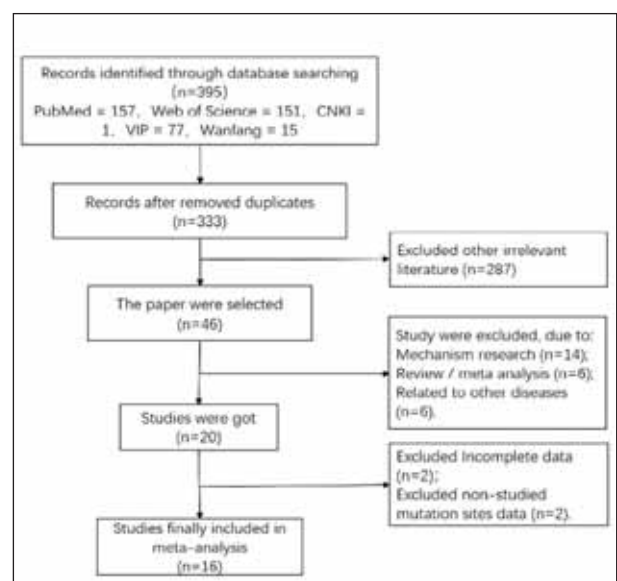 Records identified through database searching
(n=395)
PubMed = 157, Web of Science = 151, CNKI =
1, VIP = 77, Wanfang = 15
Records after removed duplicates
(n=333)
Excluded other irrelevant
literature (n=287)
The paper were selected
(n=46)
Study were excluded, due to:
Mechanism research (n=14);
Review / meta analysis (n=6);
Related to other diseases
(n=6).
Studies were got
(n=20)
Excluded Incomplete data
(n=2);
Excluded non-studied
mutation sites data (n=2).
Studies finally included in
meta-analysis
(n=16)